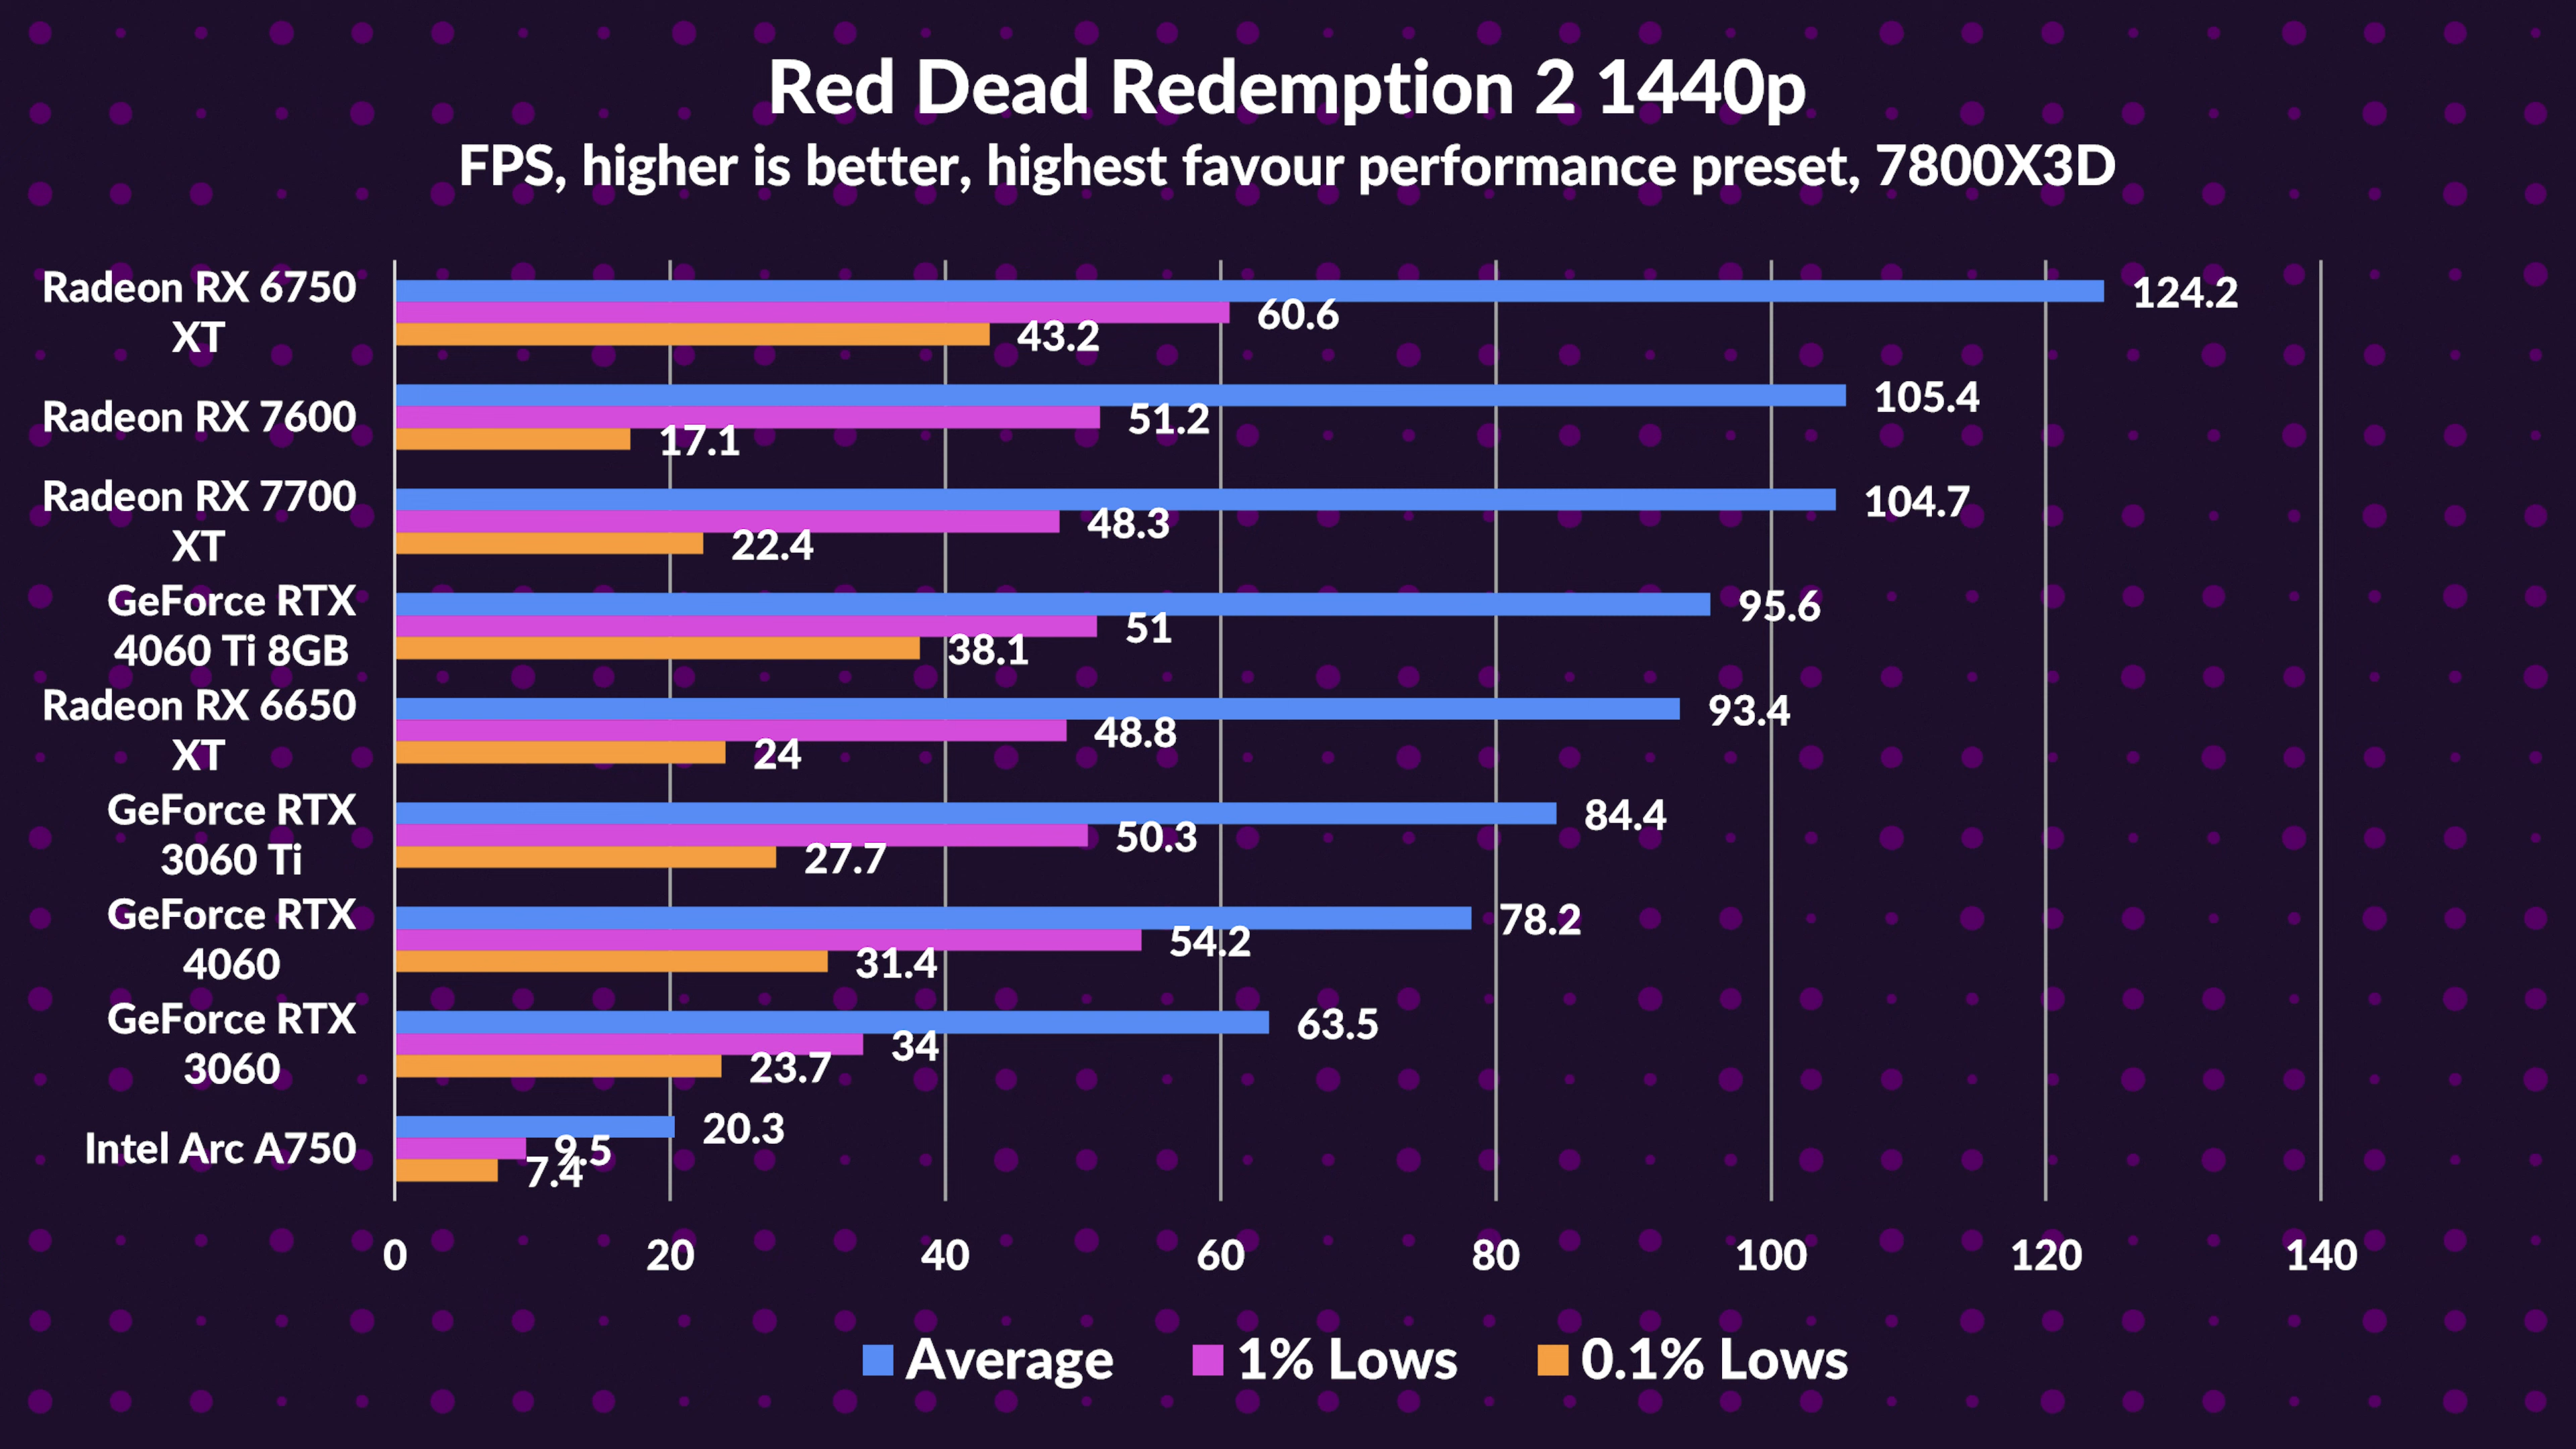 Red Dead Redemption 2 1440p
FPS, higher is better, highest favour performance preset, 7800X3D
Radeon RX 6750
XT
124.2
60.6
43.2
Radeon RX 7600
105.4
51.2
17.1
Radeon RX 7700
XT
104.7
48.3
22.4
GeForce RTX
4060 Ti 8GB
95.6
51
38.1
Radeon RX 6650
XT
93.4
48.8
24
GeForce RTX
3060 Ti
84.4
50.3
27.7
GeForce RTX
4060
78.2
54.2
31.4
GeForce RTX
3060
63.5
34
23.7
Intel Arc A750
20.3
9.5
7.4
0 20 40 60 80 100 120 140
Average 1% Lows 0.1% Lows